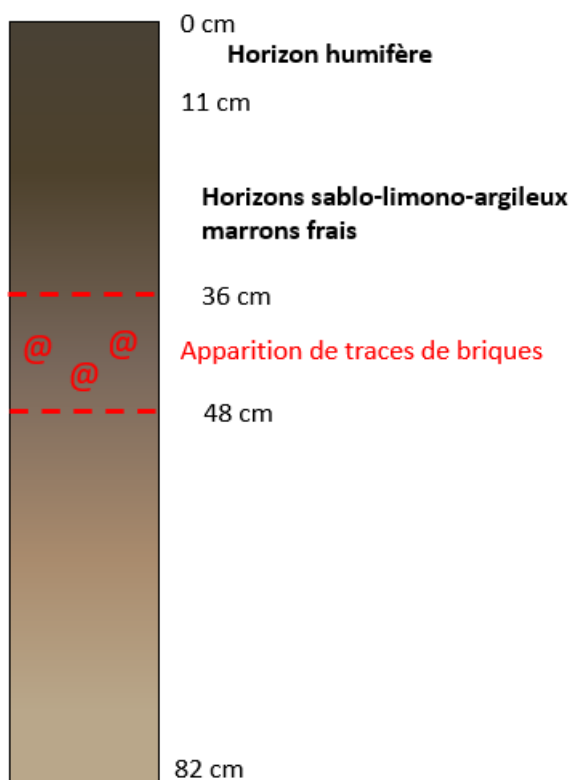 0 cm
Horizon humifère
11 cm
Horizons sablo-limono-argileux
marrons frais
36 cm
@ @ @
Apparition de traces de briques
48 cm
82 cm